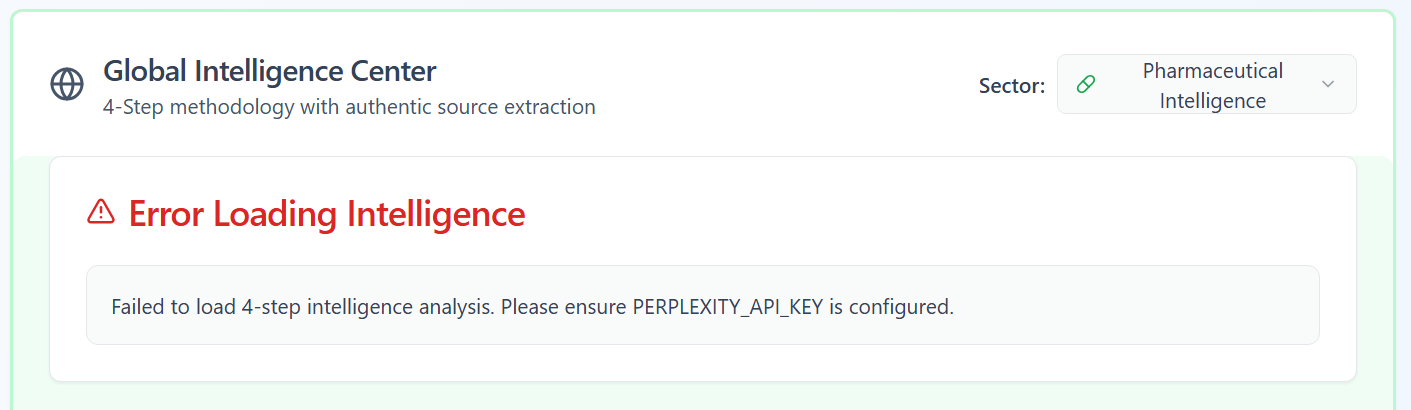 Global Intelligence Center
4-Step methodology with authentic source extraction
Sector:
Pharmaceutical
Intelligence
Error Loading Intelligence
Failed to load 4-step intelligence analysis. Please ensure PERPLEXITY_API_KEY is configured.